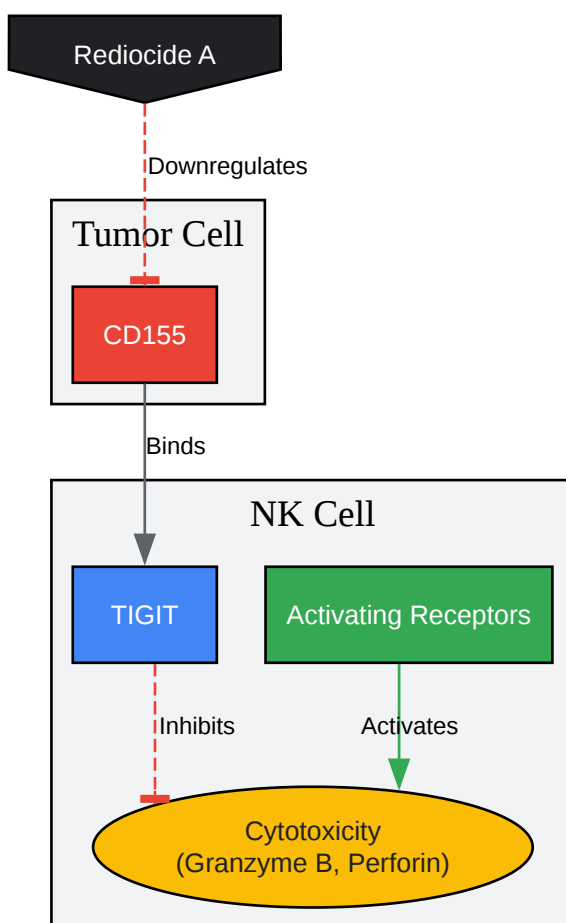 Rediocide A
Downregulates
Tumor Cell
CD155
Binds
NK Cell
TIGIT
Activating Receptors
Inhibits
Activates
Cytotoxicity
(Granzyme B, Perforin)